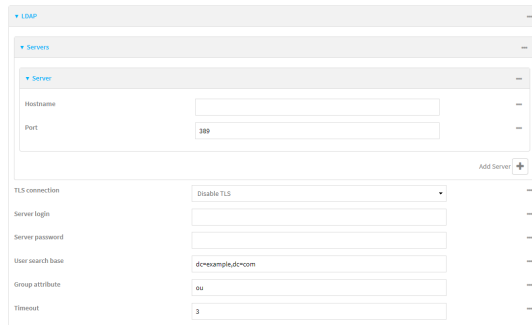 LDAP
Servers
Server
Hostname
Port 389
Add Server
TLS connection Disable TLS
Server login
Server password
User search base dc=example,dc=com
Group attribute ou
Timeout 3